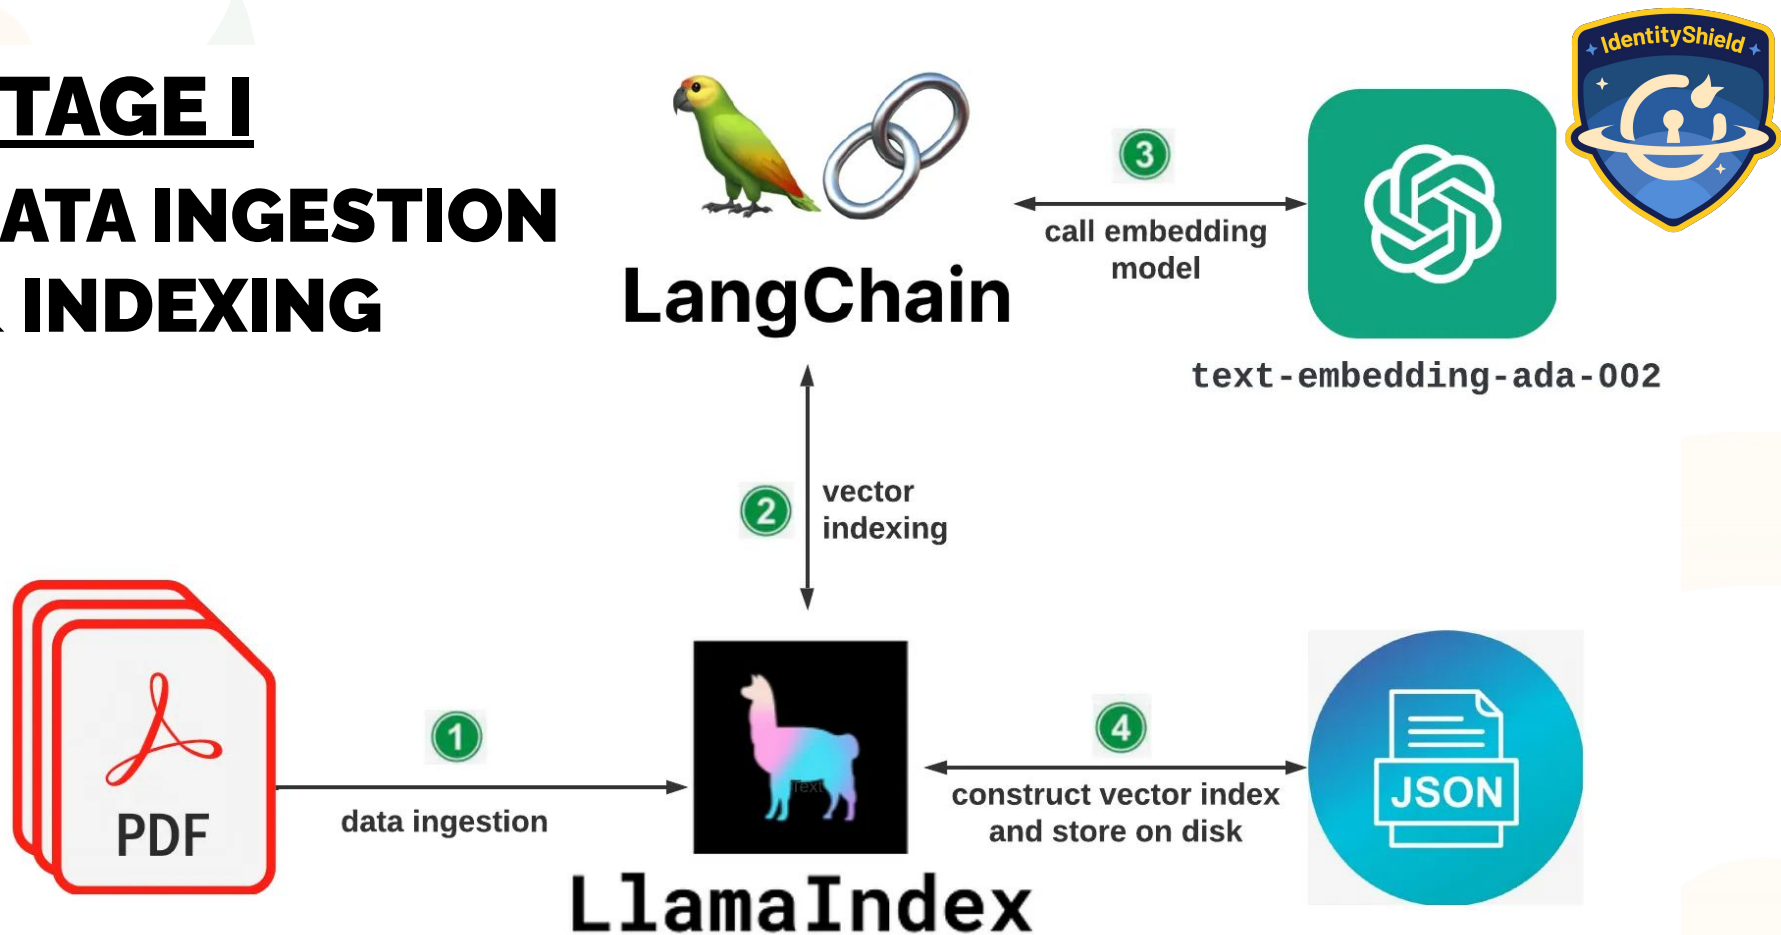 TAGE I
ATA INGESTION
INDEXING
IdentityShield
LangChain
3
call embedding
model
text-embedding-ada-002
2
vector
indexing
PDF
1
data ingestion
Text
LlamaIndex
4
construct vector index
and store on disk
JSON